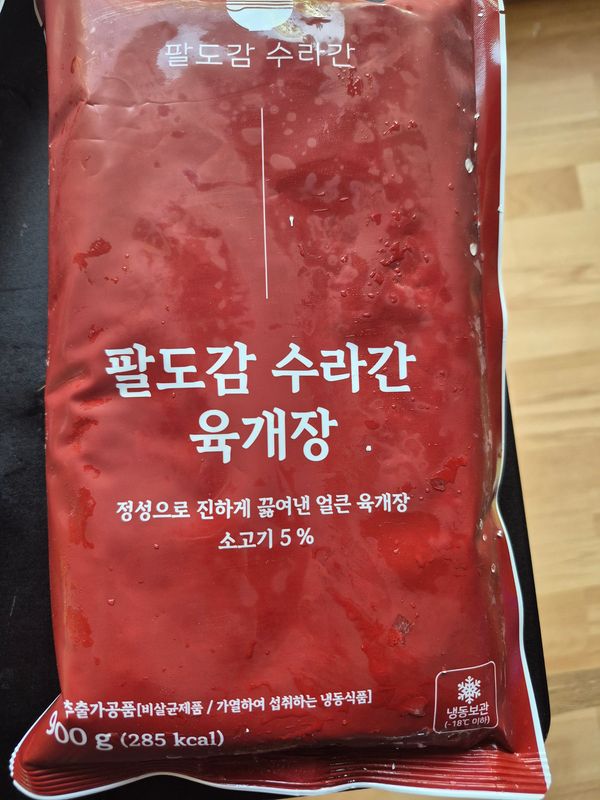 팔도감 수라간
팔도감 수라간
육개장
정성으로 진하게 끓여낸 얼큰 육개장
소고기 5 %
추출가공품[비살균제품 / 가열하여 섭취하는 냉동식품]
900 g (285 kcal)
냉동보관
(-18℃ 이하)